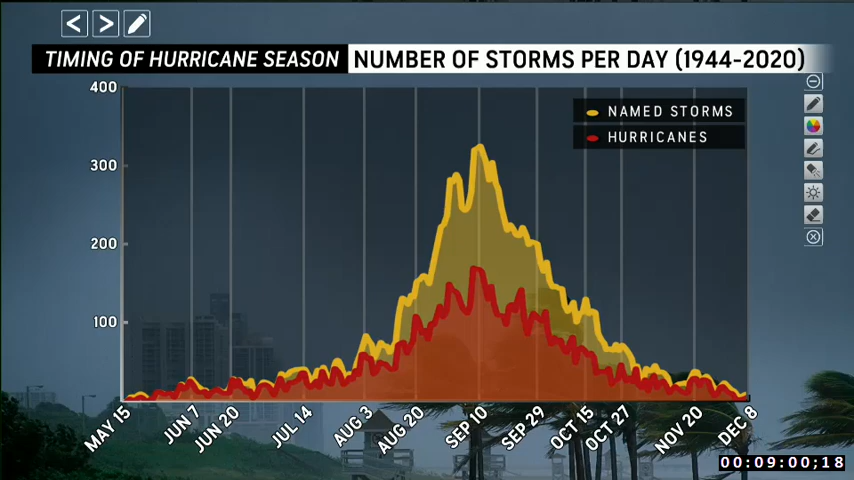 TIMING OF HURRICANE SEASON NUMBER OF STORMS PER DAY (1944-2020)
400
NAMED STORMS
HURRICANES
300
200
100
MAY 15 JUN 7 JUN 20 JUL 14 AUG 3 AUG 20 SEP 10 SEP 29 OCT 15 OCT 27 NOV 20 DEC 8
00:09:00;18